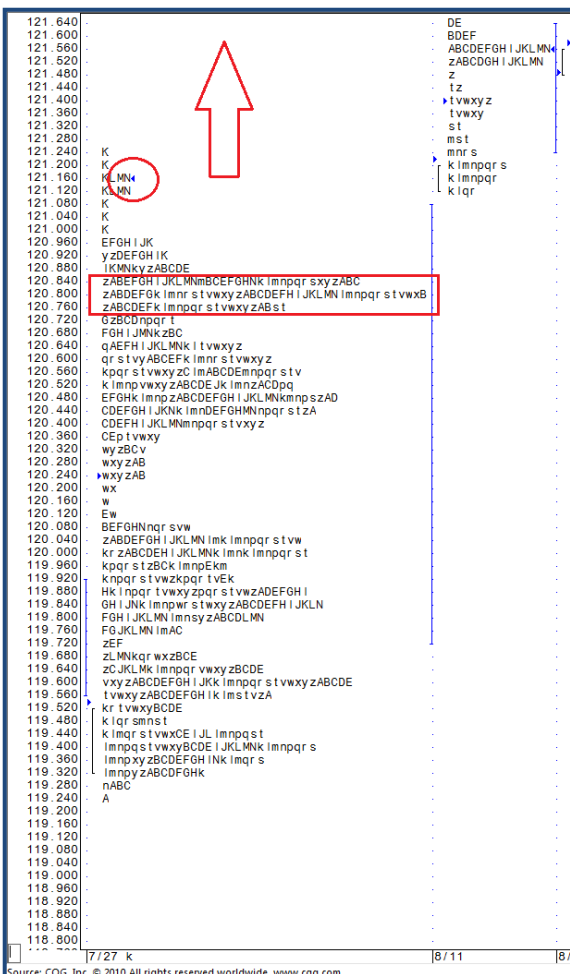 121.640 DE
121.600 BDEF
121.560 ABCDEFGHIJKLMN
121.520 zABCDGHIJKLMN
121.480 z
121.440 tz
121.400 tvwxyz
121.360 tvwxy
121.320 st
121.280 mst
121.240 K mnrs
121.200 K klmnpqrs
121.160 KLMN klmnpqr
121.120 KLMN klqr
121.080 K
121.040 K
121.000 K
120.960 EFGHIJK
120.920 yzDEFGHIK
120.880 IKMNkyzABCDE
120.840 zABEFGHIJKLMNmBCEFGHNklmnpqrsxyzABC
120.800 zABDEFGklmnrstvwxyzABCDEFHIJKLMNlmnpqrstvwxB
120.760 zABCDEFklmnpqrstvwxyzABst
120.720 GzBCDnpqrt
120.680 FGHIJMNkzBC
120.640 qAEFHIJKLMNkltvwxyz
120.600 qrstvyABCEFklmnrstvwxyz
120.560 kpqrstvwxyzClmABCDEmnpqrstv
120.520 klmnpvwxyzABCDEJklmnzACDpq
120.480 EFGHklmnpzABCDEFGHIJKLMNkmnpszAD
120.440 CDEFGHIJKNklmnDEFGHMNnpqrstzA
120.400 CDEFHIJKLMNmnpqrstvxyz
120.360 CEptvwxy
120.320 wyzBCv
120.280 wxyzAB
120.240 wxyzAB
120.200 wx
120.160 w
120.120 Ew
120.080 BEFGHNnqrsvw
120.040 zABDEFGHIJKLMNlmklmnpqrstvw
120.000 krzABCDEHIJKLMNklmnklmnpqrst
119.960 kpqrstzBCklmnpEkm
119.920 knpqrstvwzkpqrtvEk
119.880 Hklnpqrtvwxyzpqrstvwz​ADEFGHI
119.840 GHIJNklmnpwrstwxyzABCDEFHIJKLN
119.800 FGHIJKLMNlmnsyzABCDLMN
119.760 FGJKLMNlmAC
119.720 zEF
119.680 zLMNkqrwxzBCE
119.640 zCJKLMklmnpqrvwxyzBCDE
119.600 vxyzABCDEFGHIJKklmnpqrstvwxyzABCDE
119.560 tvwxyzABCDEFGHIklmstvzA
119.520 krtvwxyBCDE
119.480 klqrsmnst
119.440 klmqrstvwxCEIJLlmnpqst
119.400 lmnpqstvwxyBCDEIJKLMNklmnpqrs
119.360 lmnpxyzBCDEFGHINklmqrs
119.320 lmnpyzABCDFGHk
119.280 nABC
119.240 A
119.200
119.160
119.120
119.080
119.040
119.000
118.960
118.920
118.880
118.840
118.800
7/27 k 8/11 8/
Source: CQG, Inc. © 2010 All rights reserved worldwide. www.cqg.com